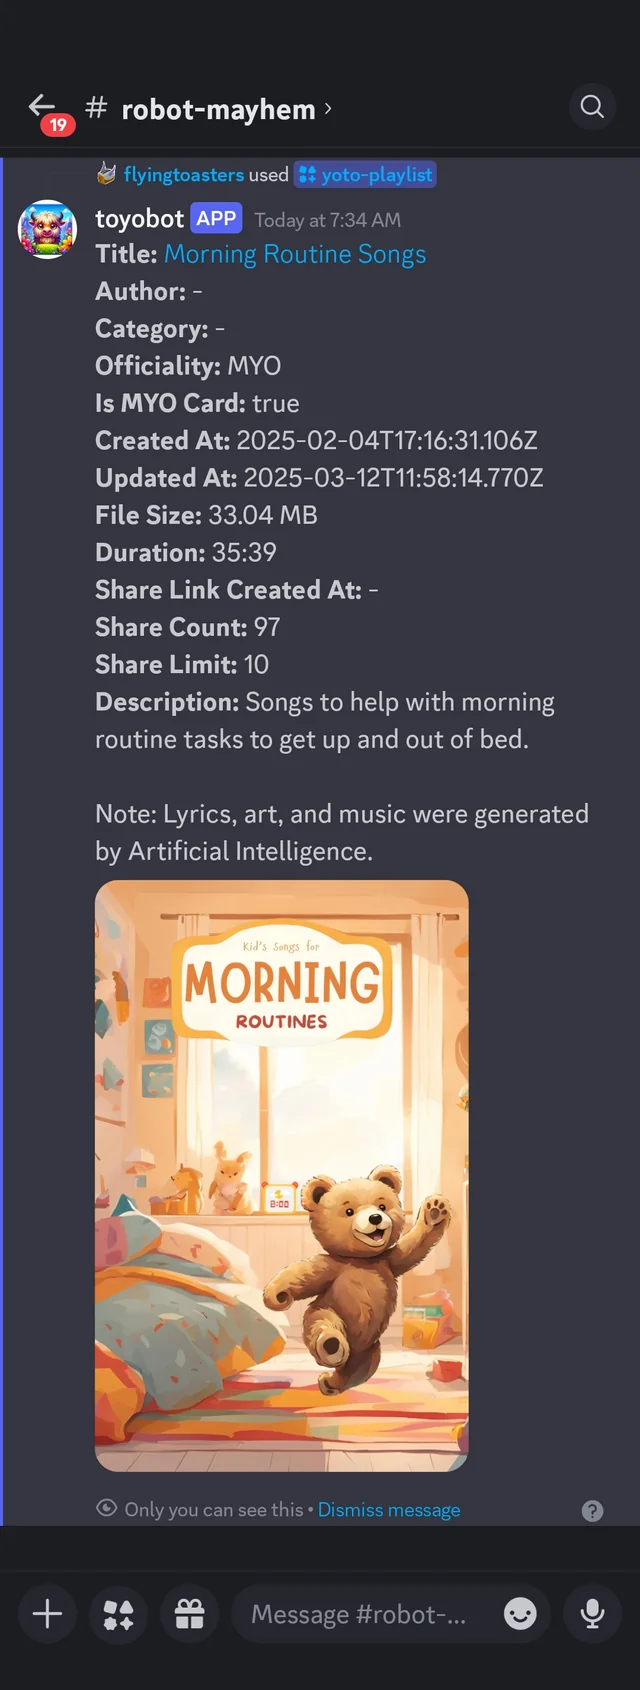 19
# robot-mayhem ›
flyingtoasters used yoto-playlist
toyobot APP Today at 7:34 AM
Title: Morning Routine Songs
Author: -
Category: -
Officiality: MYO
Is MYO Card: true
Created At: 2025-02-04T17:16:31.106Z
Updated At: 2025-03-12T11:58:14.770Z
File Size: 33.04 MB
Duration: 35:39
Share Link Created At: -
Share Count: 97
Share Limit: 10
Description: Songs to help with morning
routine tasks to get up and out of bed.
Note: Lyrics, art, and music were generated
by Artificial Intelligence.
Kid's Songs for
MORNING
ROUTINES
8:00
Only you can see this • Dismiss message
?
Message #robot-...